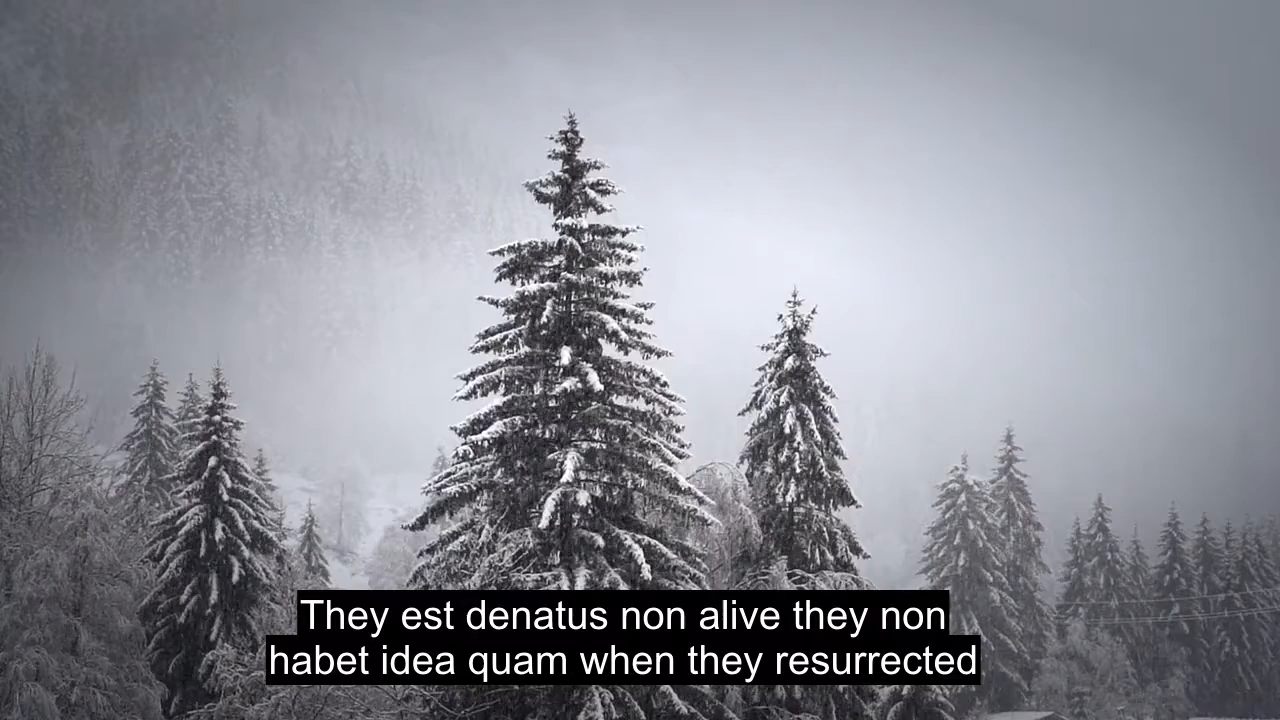 They est denatus non alive they non
habet idea quam when they resurrected